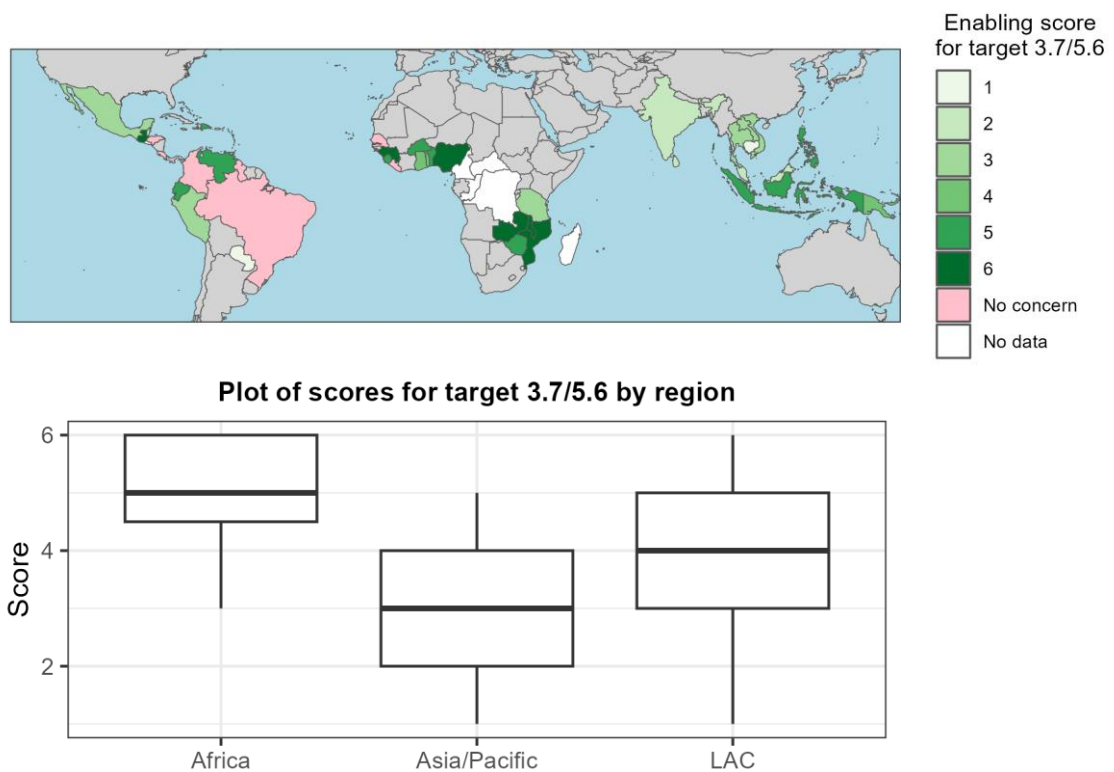 Enabling score
for target 3.7/5.6
1
2
3
4
5
6
No concern
No data
Plot of scores for target 3.7/5.6 by region
6
4
2
Score
Africa
Asia/Pacific
LAC